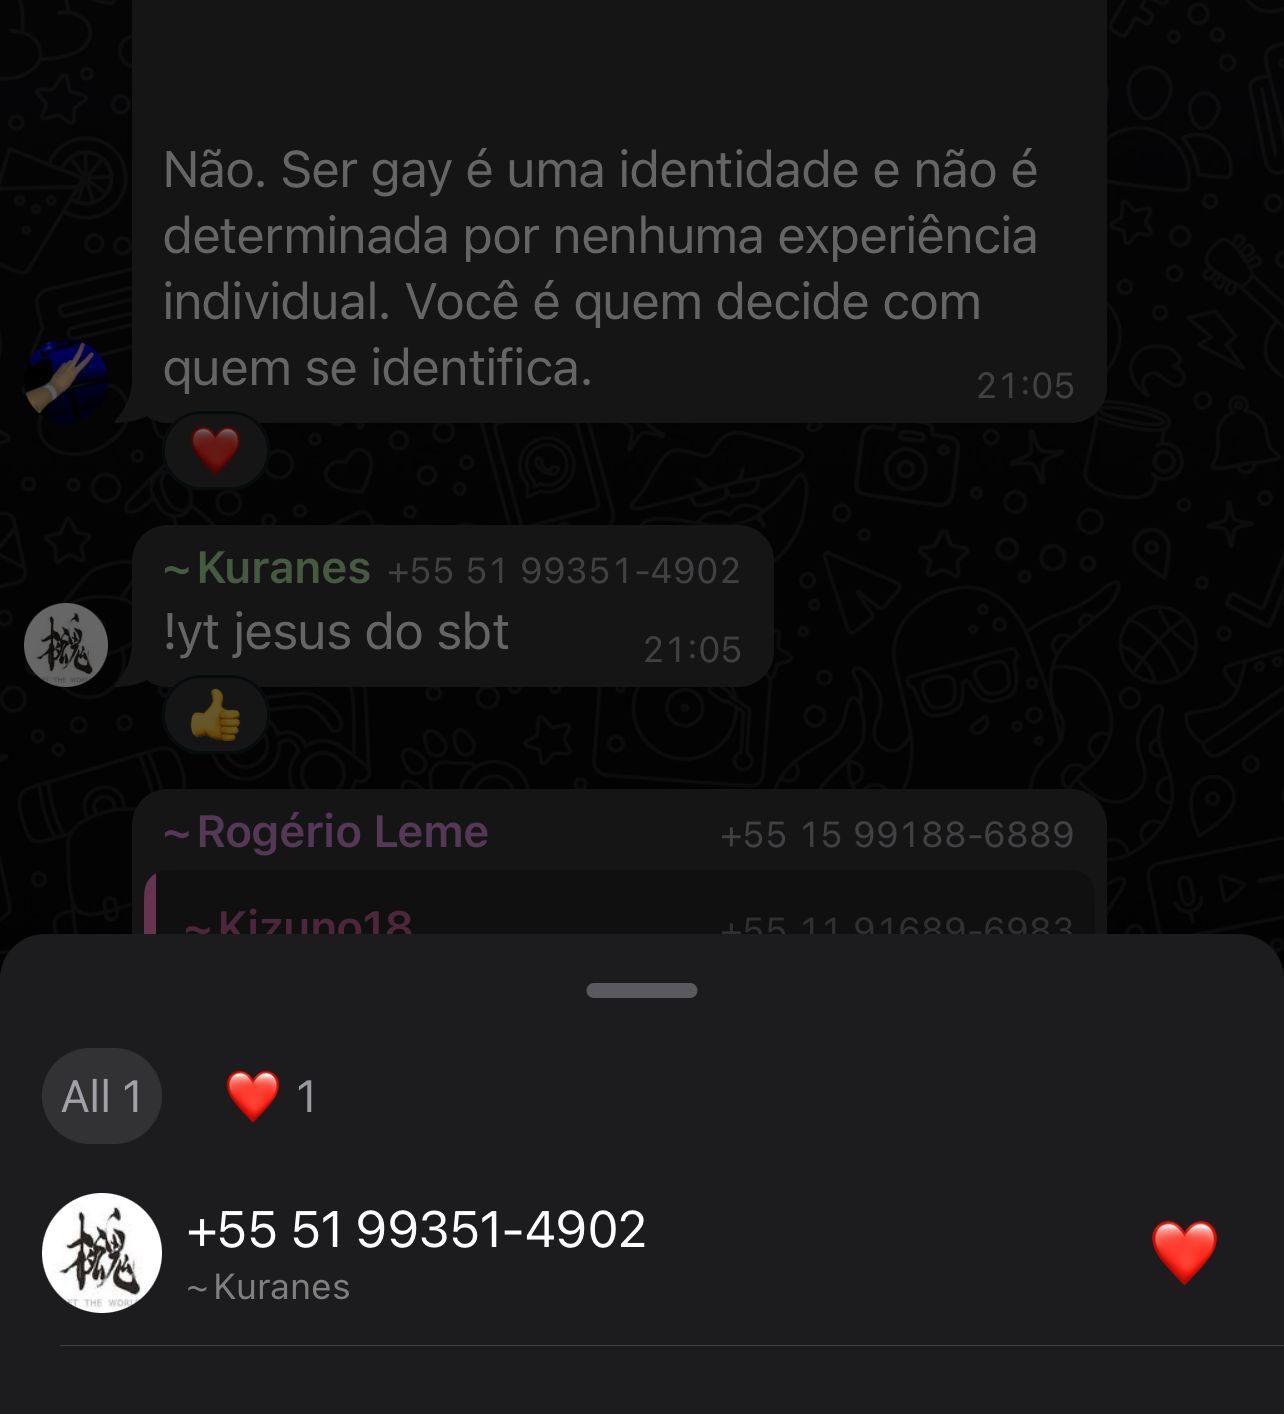 Não. Ser gay é uma identidade e não é
determinada por nenhuma experiência
individual. Você é quem decide com
quem se identifica.
21:05
~Kuranes +55 51 99351-4902
!yt jesus do sbt
21:05
~Rogério Leme +55 15 99188-6889
~Kizuno18 +55 11 91689-6983
All 1 ❤️ 1
+55 51 99351-4902
~Kuranes